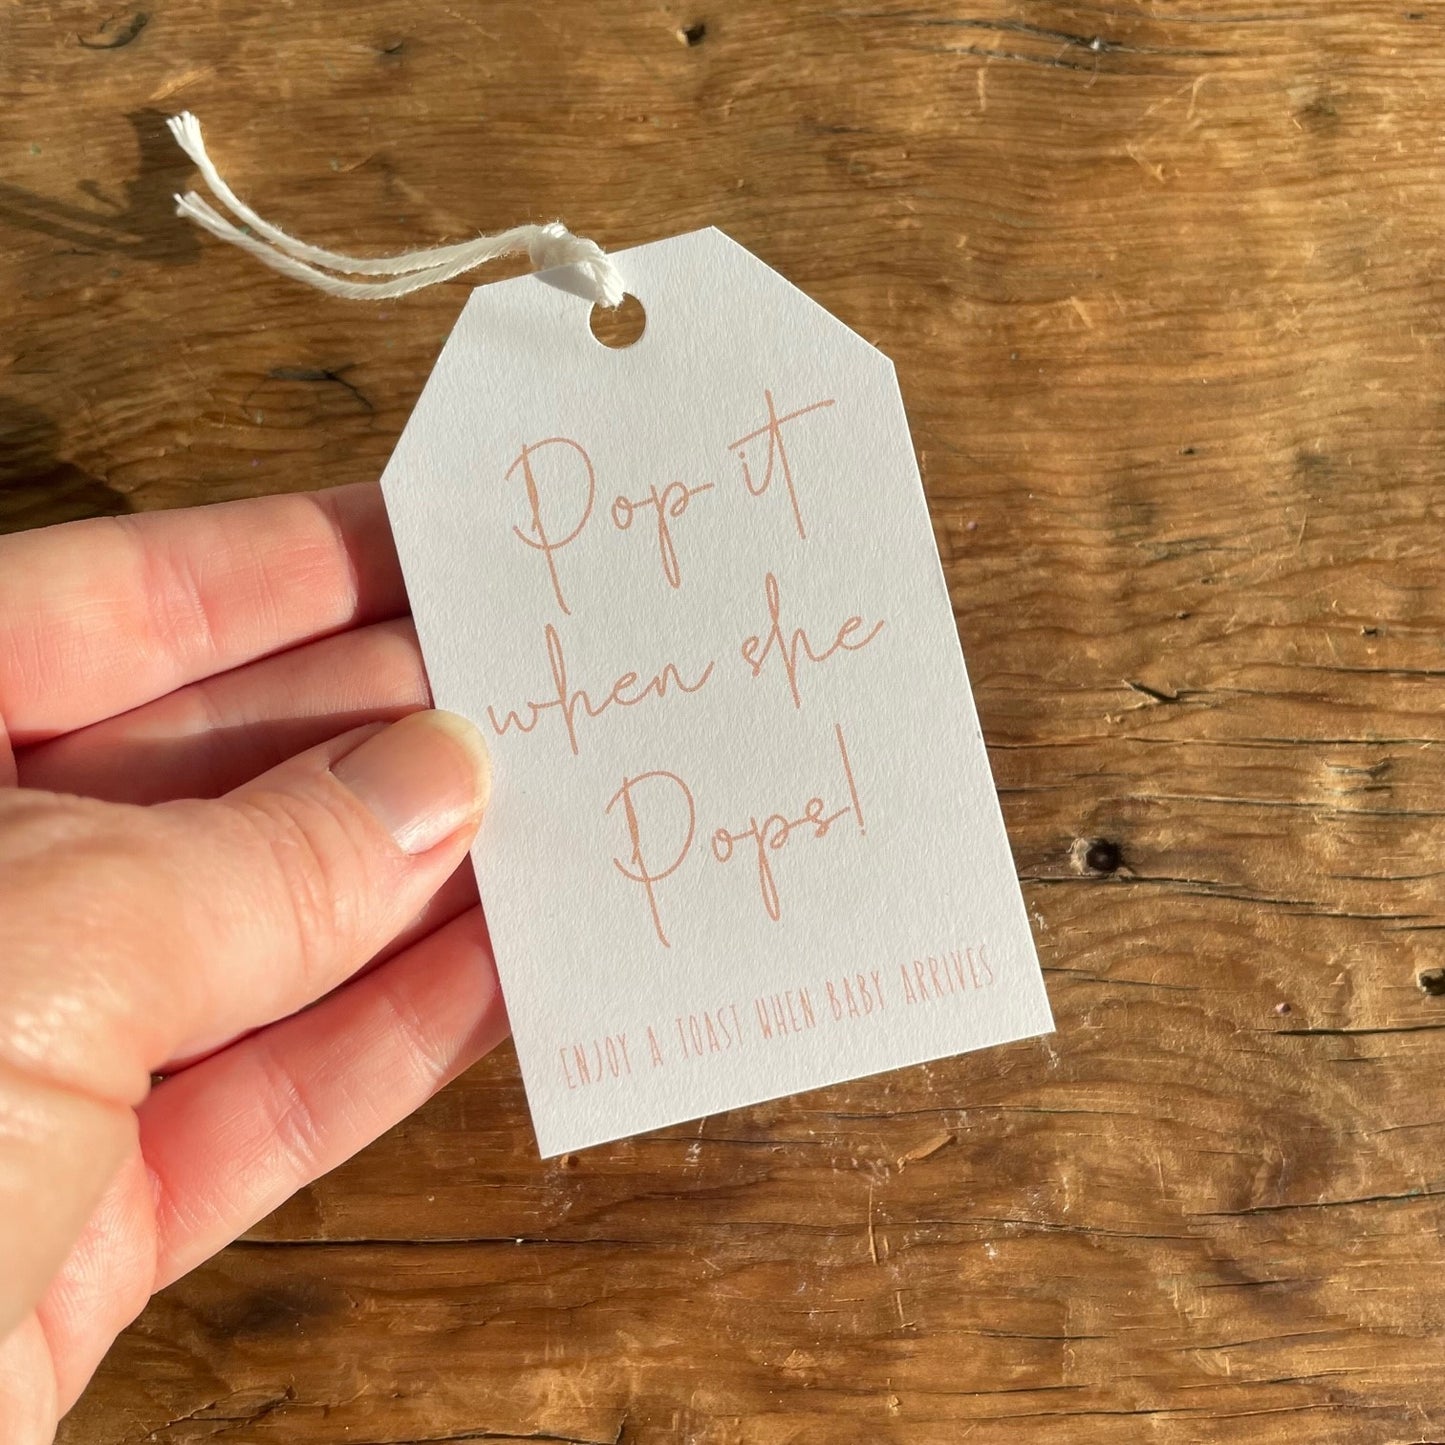 Pop it
when she
Pops!
ENJOY A TOAST WHEN BABY ARRIVES